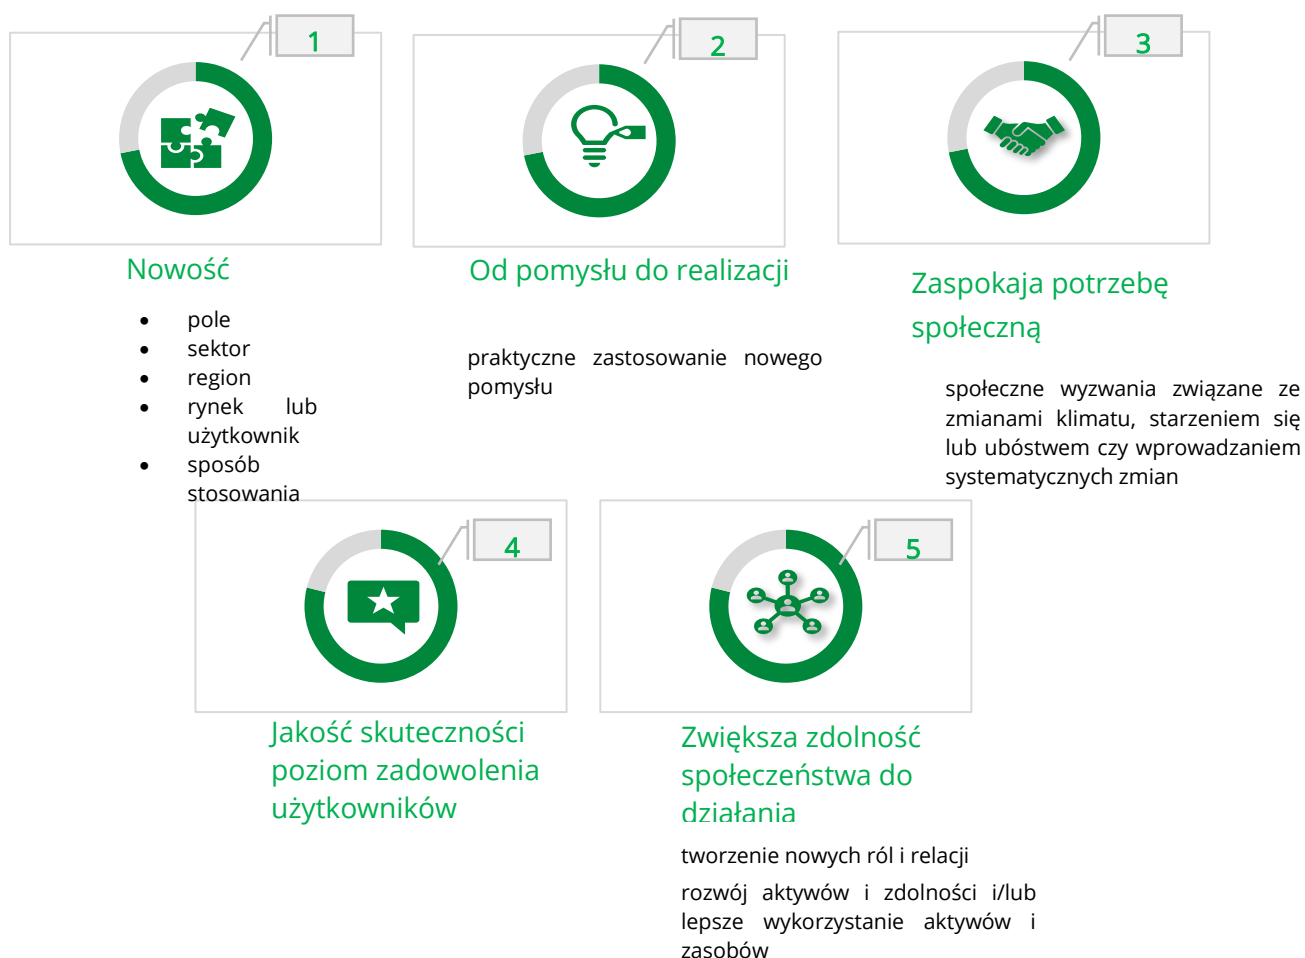 1
Nowość
pole
sektor
region
rynek lub
użytkownik
sposób
stosowania
2
Od pomysłu do realizacji
praktyczne zastosowanie nowego
pomysłu
3
Zaspokaja potrzebę
społeczną
społeczne wyzwania związane ze
zmianami klimatu, starzeniem się
lub ubóstwem czy wprowadzaniem
systematycznych zmian
4
Jakość skuteczności
poziom zadowolenia
użytkowników
5
Zwiększa zdolność
społeczeństwa do
działania
tworzenie nowych ról i relacji
rozwój aktywów i zdolności i/lub
lepsze wykorzystanie aktywów i
zasobów